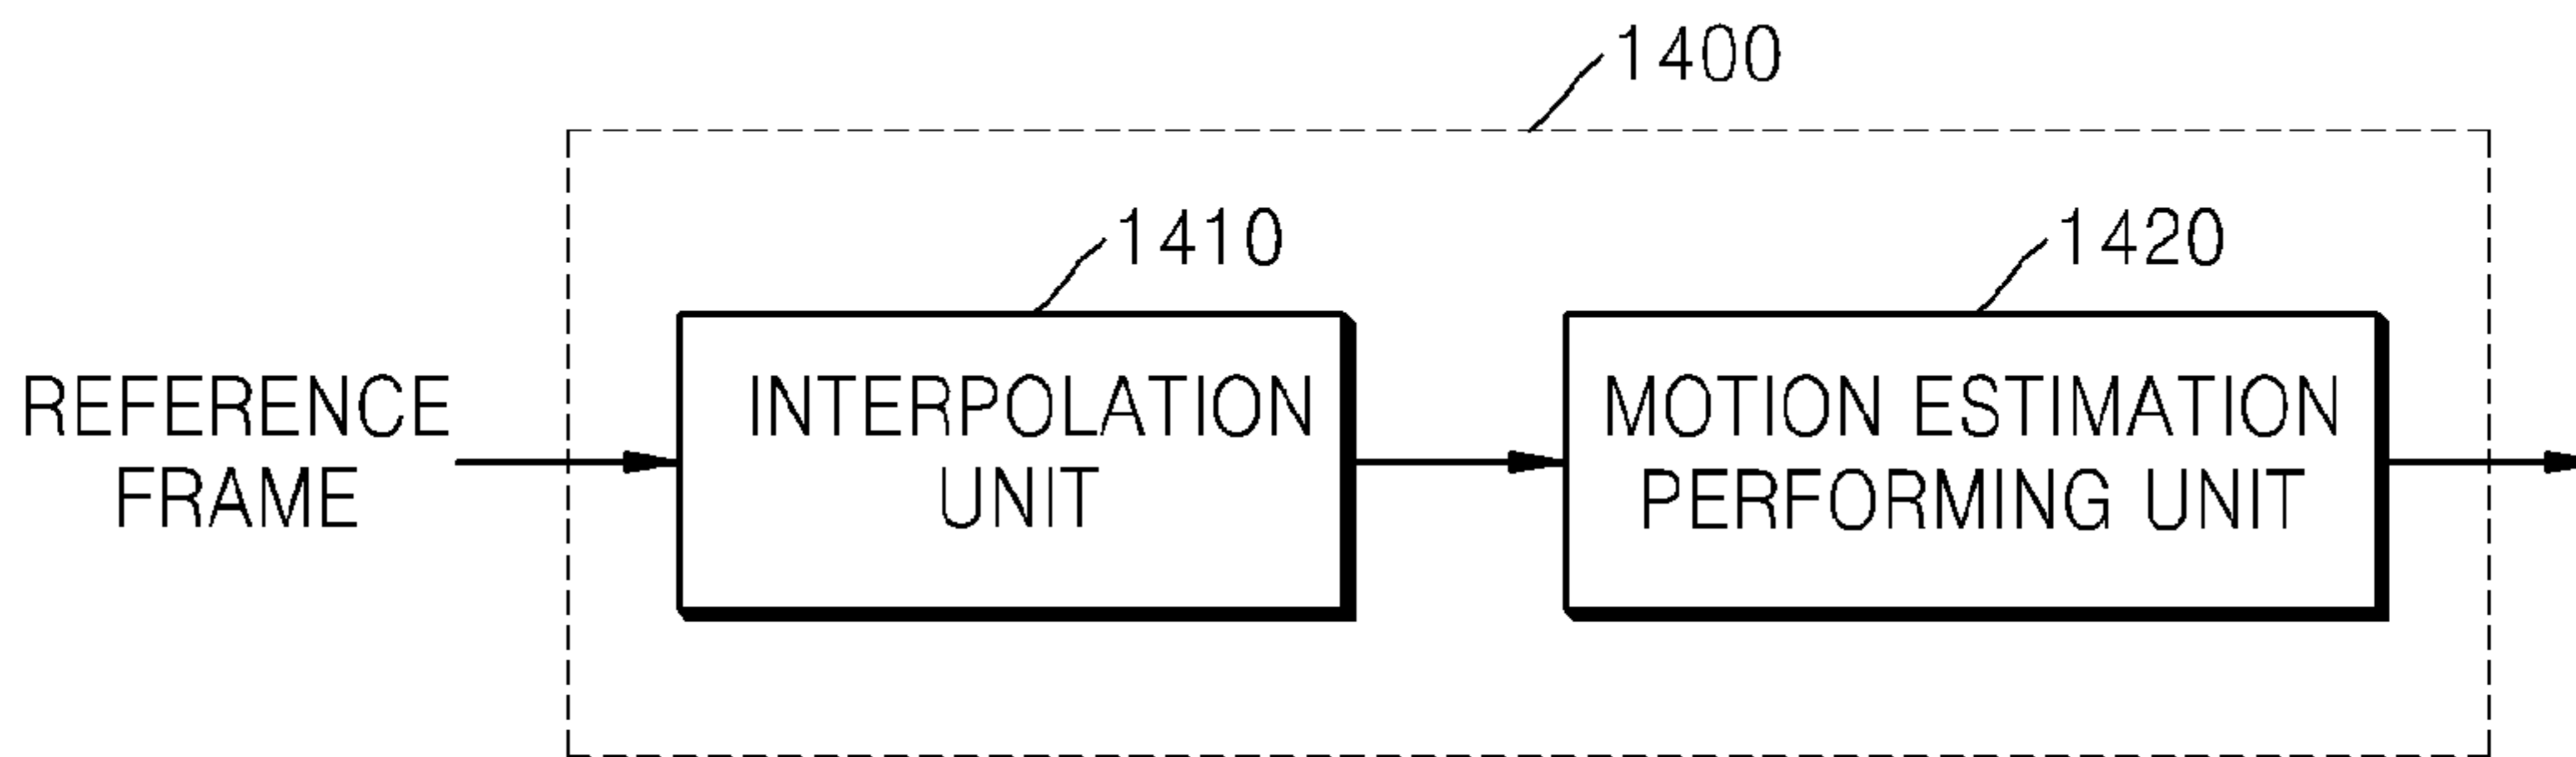 1400
1410
1420
REFERENCE
FRAME
INTERPOLATION
UNIT
MOTION ESTIMATION
PERFORMING UNIT